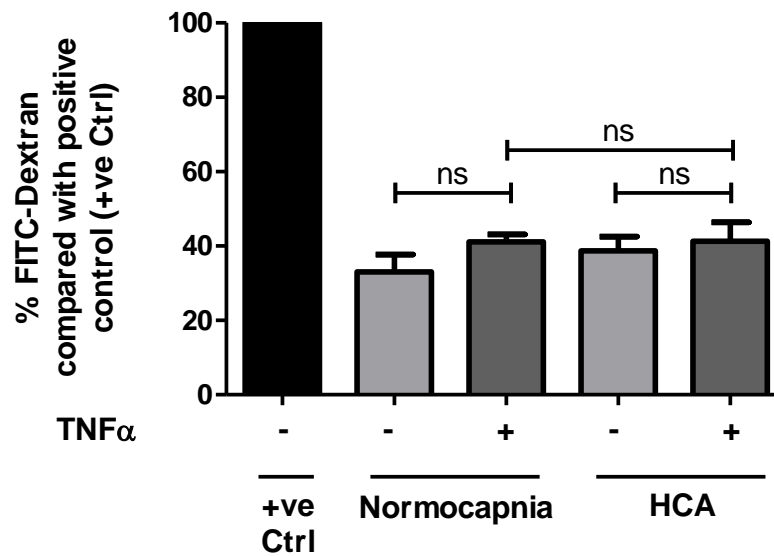 % FITC-Dextran
compared with positive
control (+ve Ctrl)
100
80
60
40
20
0
ns
ns
ns
TNFα - - + - +
+ve
Ctrl
Normocapnia
HCA